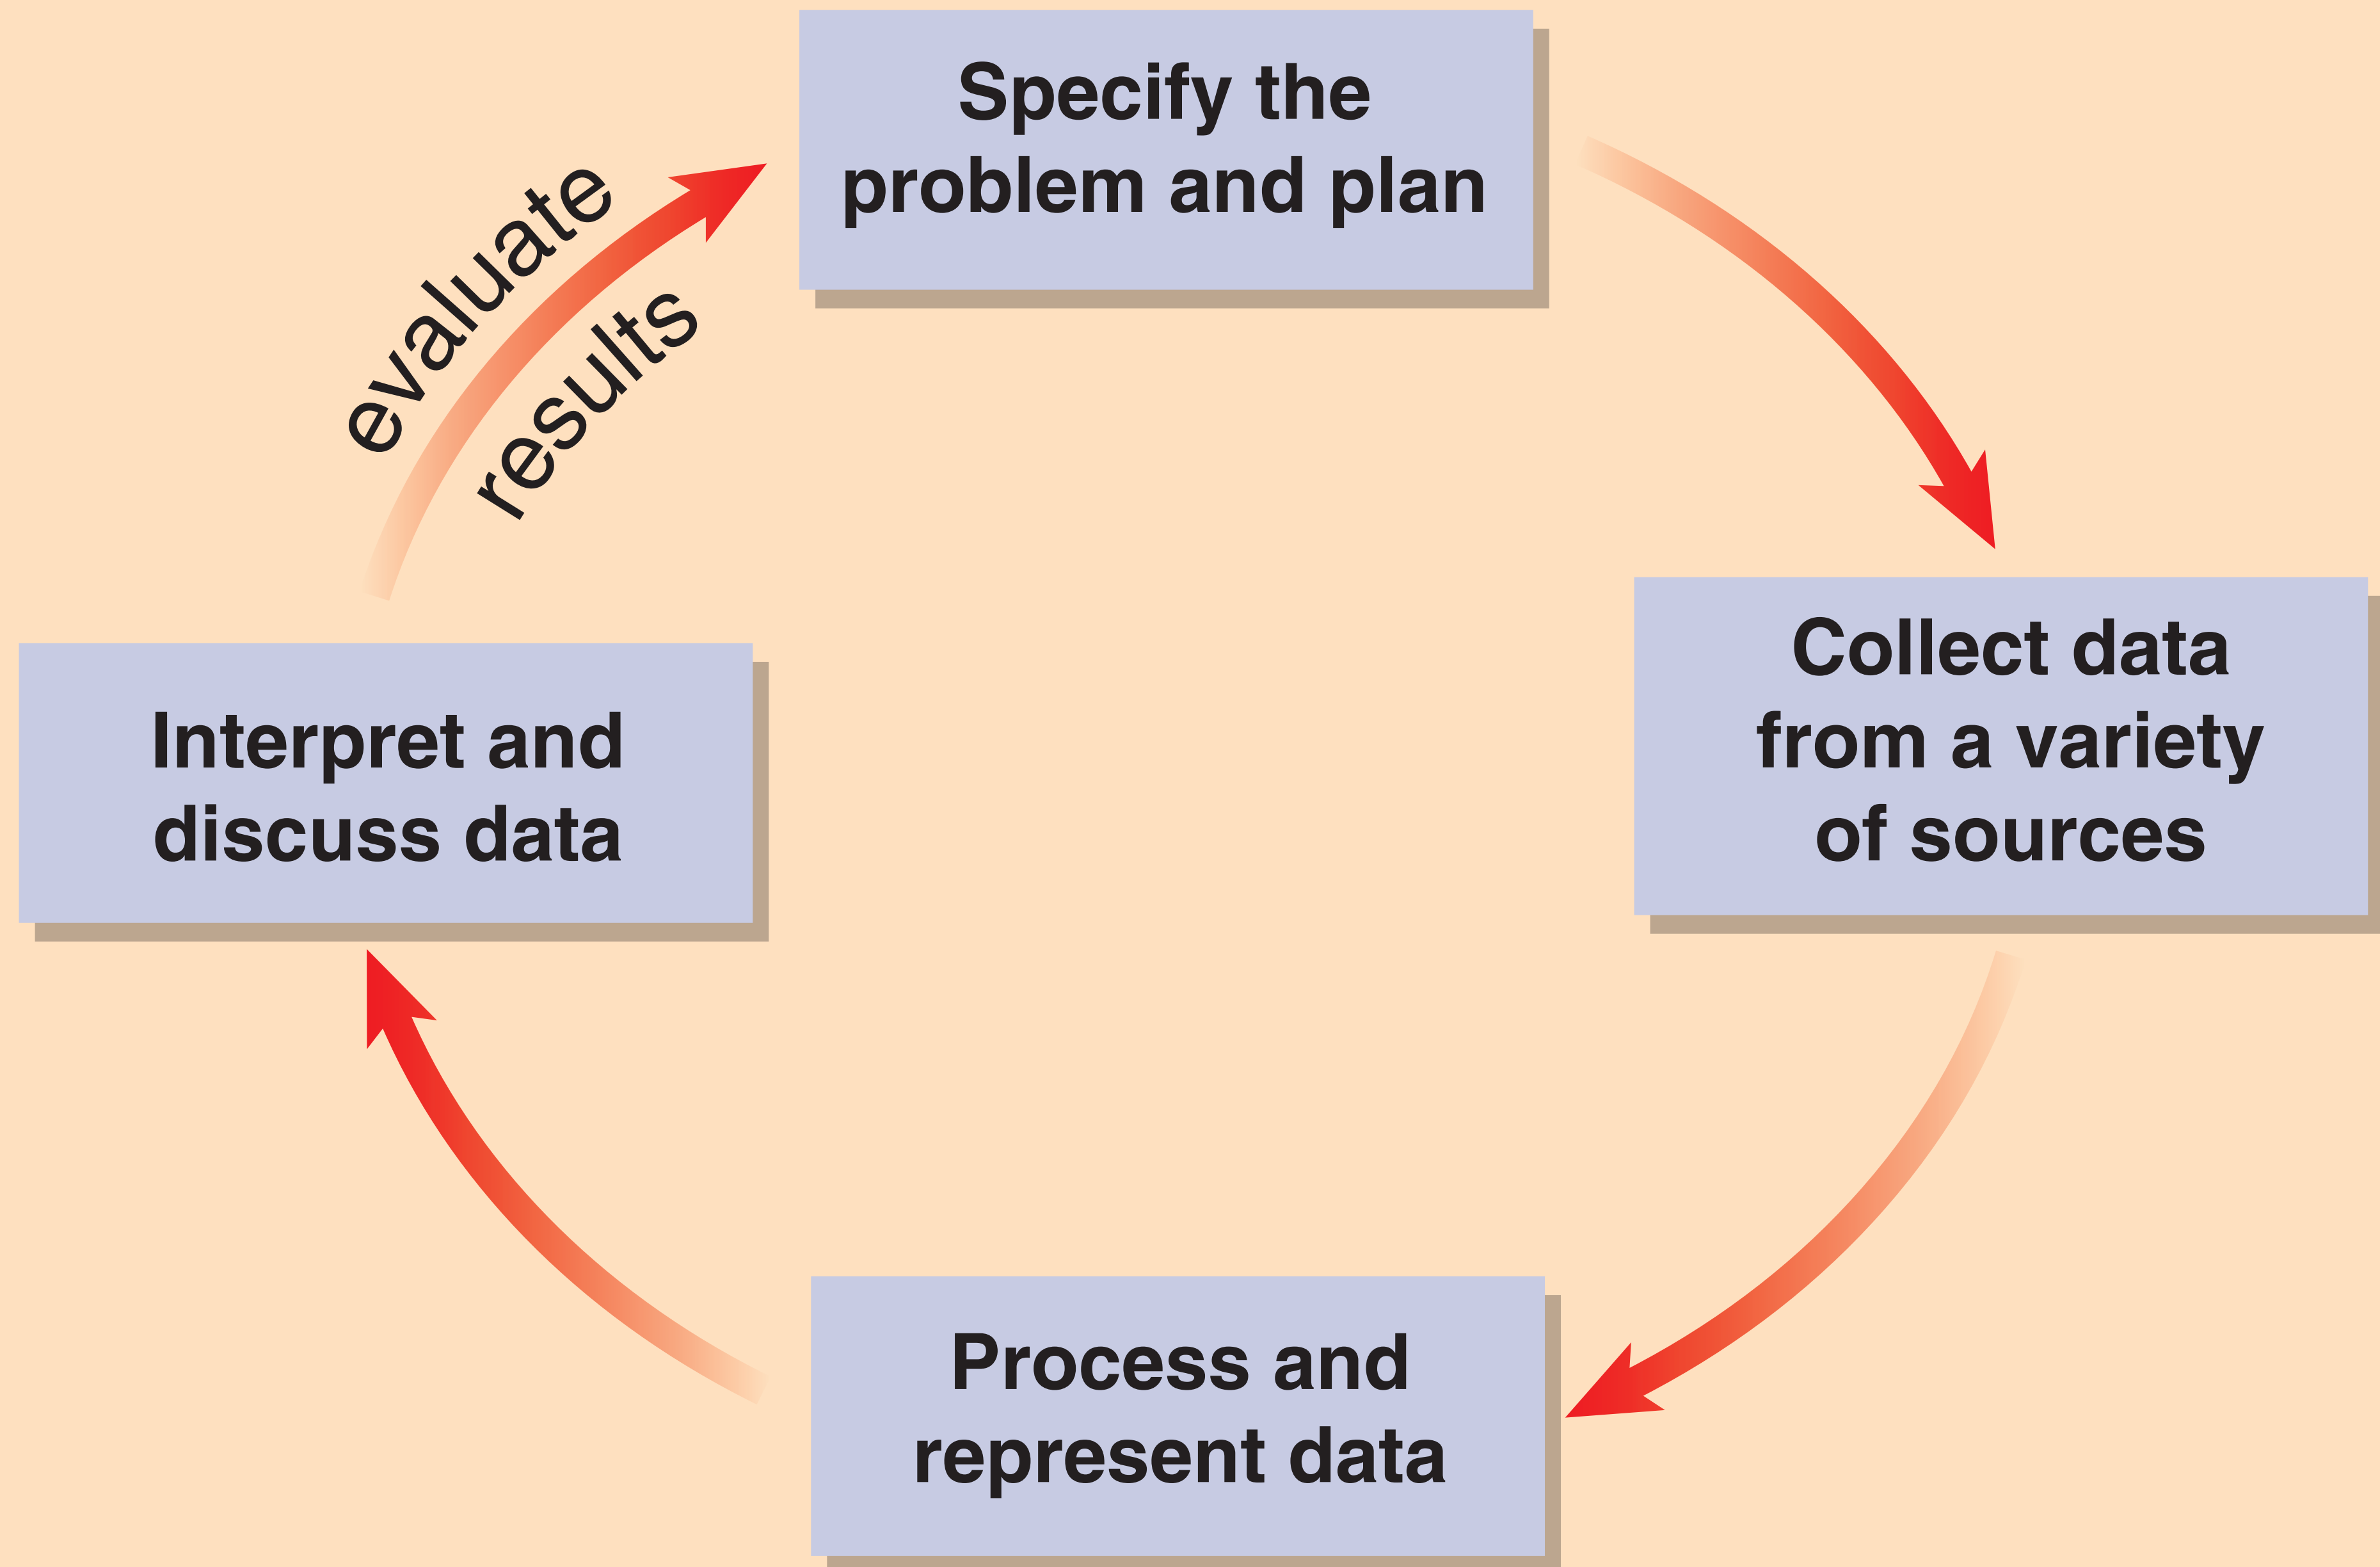 Specify the
problem and plan
Collect data
from a variety
of sources
Process and
represent data
Interpret and
discuss data
evaluate
results